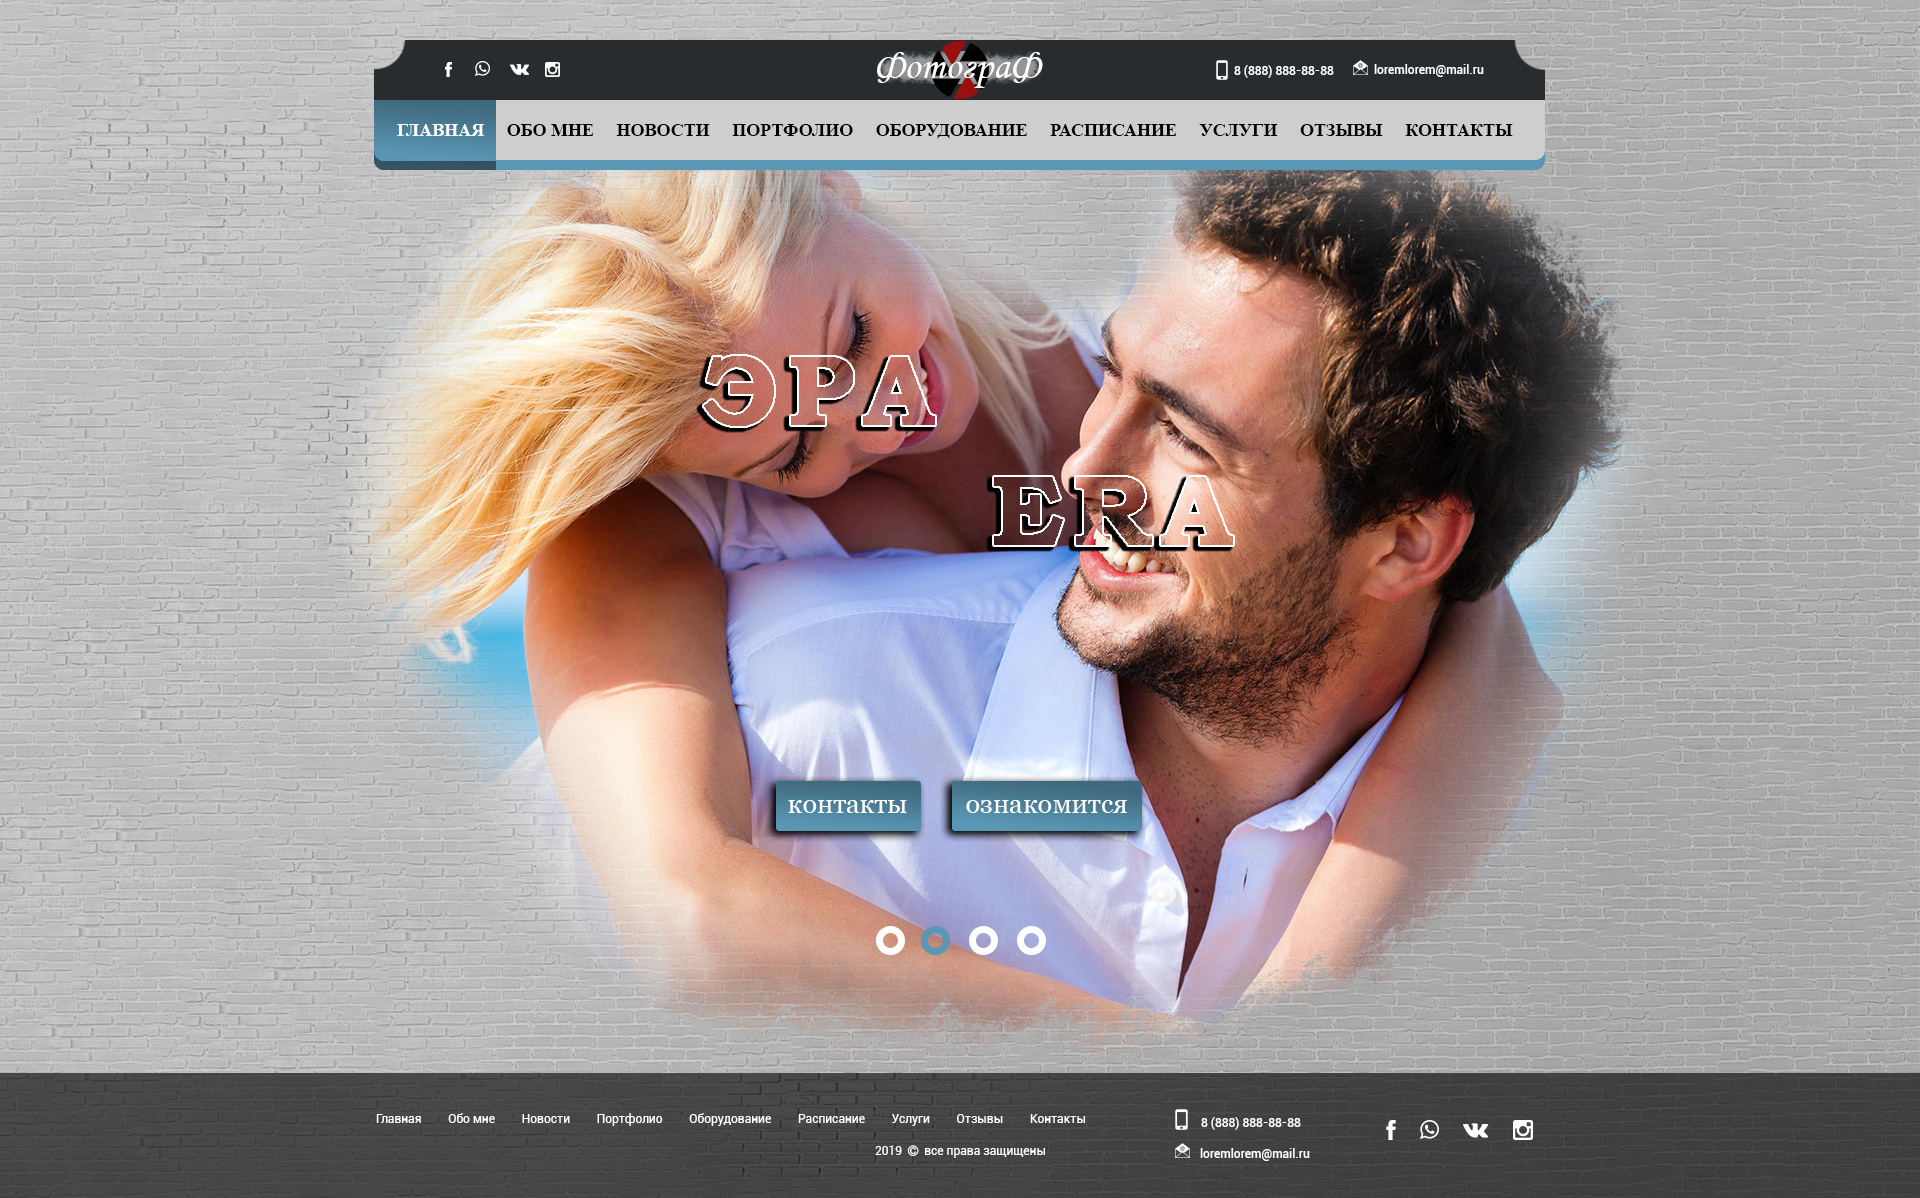 ФотограФ
8 (888) 888-88-88
loremlorem@mail.ru
ГЛАВНАЯ ОБО МНЕ НОВОСТИ ПОРТФОЛИО ОБОРУДОВАНИЕ РАСПИСАНИЕ УСЛУГИ ОТЗЫВЫ КОНТАКТЫ
ЭРА
ERA
контакты
ознакомится
Главная Обо мне Новости Портфолио Оборудование Расписание Услуги Отзывы Контакты
2019 © все права защищены
8 (888) 888-88-88
loremlorem@mail.ru